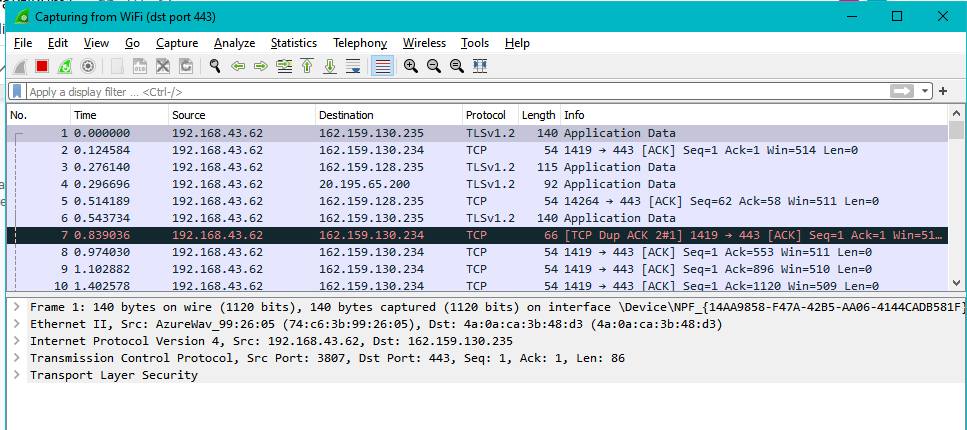 Capturing from WiFi (dst port 443)
File Edit View Go Capture Analyze Statistics Telephony Wireless Tools Help
Apply a display filter ... <Ctrl-/>
No. Time Source Destination Protocol Length Info
1 0.000000 192.168.43.62 162.159.130.235 TLSv1.2 140 Application Data
2 0.124584 192.168.43.62 162.159.130.234 TCP 54 1419 → 443 [ACK] Seq=1 Ack=1 Win=514 Len=0
3 0.276140 192.168.43.62 162.159.128.235 TLSv1.2 115 Application Data
4 0.296696 192.168.43.62 20.195.65.200 TLSv1.2 92 Application Data
5 0.514189 192.168.43.62 162.159.128.235 TCP 54 14264 → 443 [ACK] Seq=62 Ack=58 Win=511 Len=0
6 0.543734 192.168.43.62 162.159.130.235 TLSv1.2 140 Application Data
7 0.839036 192.168.43.62 162.159.130.234 TCP 66 [TCP Dup ACK 2#1] 1419 → 443 [ACK] Seq=1 Ack=1 Win=51…
8 0.974030 192.168.43.62 162.159.130.234 TCP 54 1419 → 443 [ACK] Seq=1 Ack=553 Win=511 Len=0
9 1.102882 192.168.43.62 162.159.130.234 TCP 54 1419 → 443 [ACK] Seq=1 Ack=896 Win=510 Len=0
10 1.402578 192.168.43.62 162.159.130.234 TCP 54 1419 → 443 [ACK] Seq=1 Ack=1120 Win=509 Len=0
Frame 1: 140 bytes on wire (1120 bits), 140 bytes captured (1120 bits) on interface \Device\NPF_{14AA9858-F47A-42B5-AA06-4144CADB581F}
Ethernet II, Src: AzureWav_99:26:05 (74:c6:3b:99:26:05), Dst: 4a:0a:ca:3b:48:d3 (4a:0a:ca:3b:48:d3)
Internet Protocol Version 4, Src: 192.168.43.62, Dst: 162.159.130.235
Transmission Control Protocol, Src Port: 3807, Dst Port: 443, Seq: 1, Ack: 1, Len: 86
Transport Layer Security